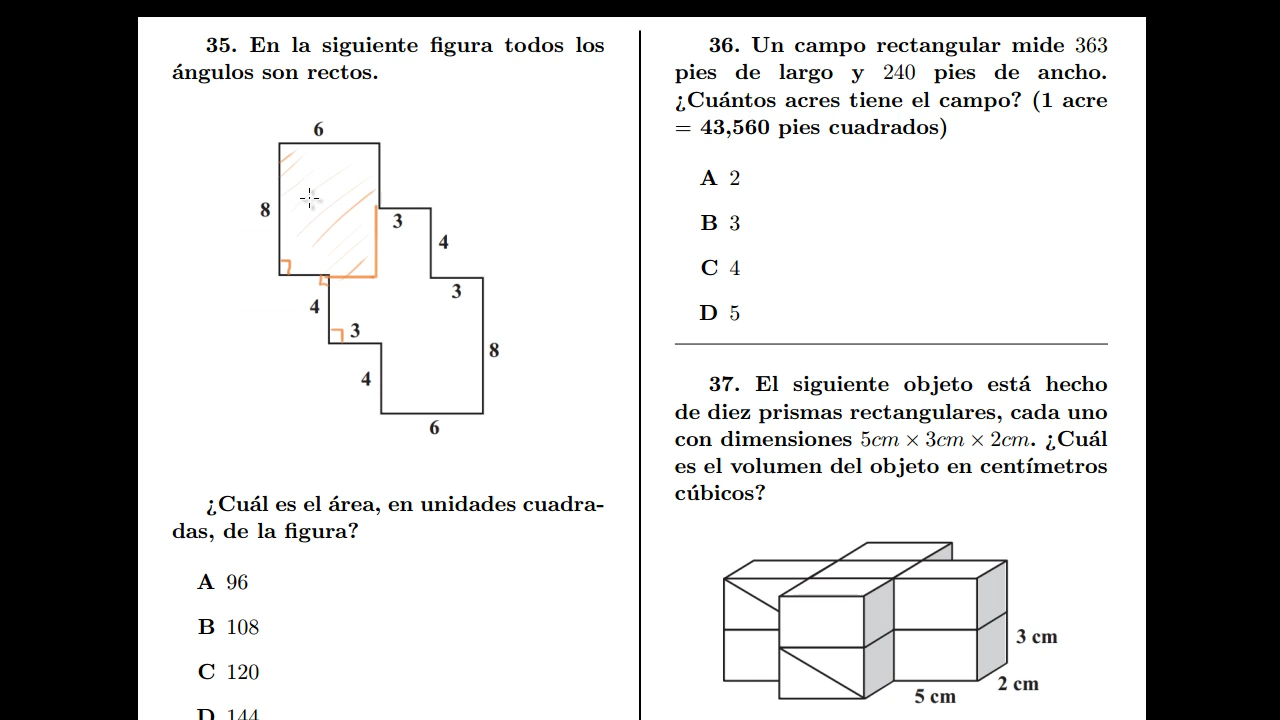 35. En la siguiente figura todos los
ángulos son rectos.
6
8
3
4
3
4
3
8
4
6
¿Cuál es el área, en unidades cuadra-
das, de la figura?
A 96
B 108
C 120
D 144
36. Un campo rectangular mide 363
pies de largo y 240 pies de ancho.
¿Cuántos acres tiene el campo? (1 acre
= 43,560 pies cuadrados)
A 2
B 3
C 4
D 5
37. El siguiente objeto está hecho
de diez prismas rectangulares, cada uno
con dimensiones 5cm × 3cm × 2cm. ¿Cuál
es el volumen del objeto en centímetros
cúbicos?
3 cm
2 cm
5 cm